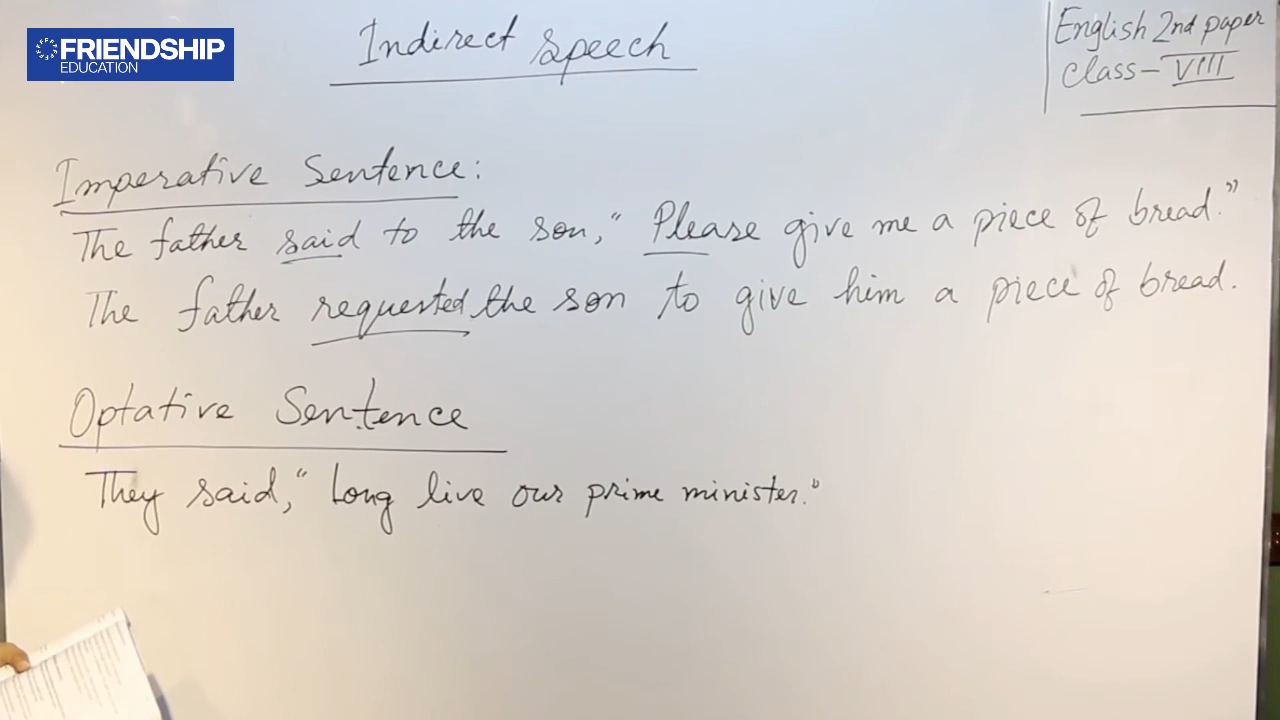 FRIENDSHIP
EDUCATION
Indirect speech
English 2nd paper
Class - VIII
Imperative Sentence:
The father said to the son, "Please give me a piece of bread."
The father requested the son to give him a piece of bread.
Optative Sentence
They said, "Long live our prime minister."